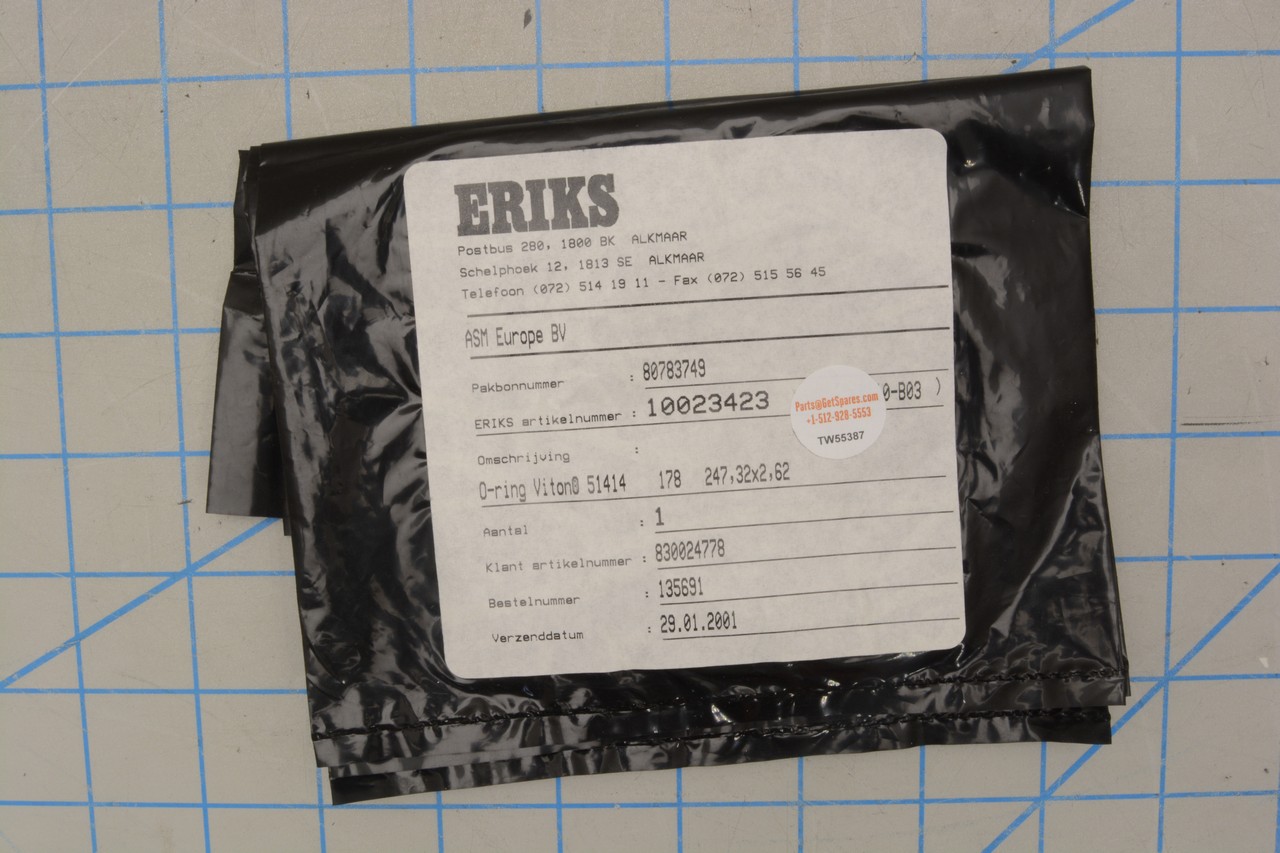 ERIKS
Postbus 280, 1800 BK ALKMAAR
Schelphoek 12, 1813 SE ALKMAAR
Telefoon (072) 514 19 11 - Fax (072) 515 56 45
ASM Europe BV
Pakbonnummer : 80783749
ERIKS artikelnummer : 10023423 0-B03 )
Parts@GetSpares.com
+1-512-928-5553
TW55387
Omschrijving :
O-ring Viton® 51414 178 247,32x2,62
Aantal : 1
Klant artikelnummer : 830024778
Bestelnummer : 135691
Verzenddatum : 29.01.2001